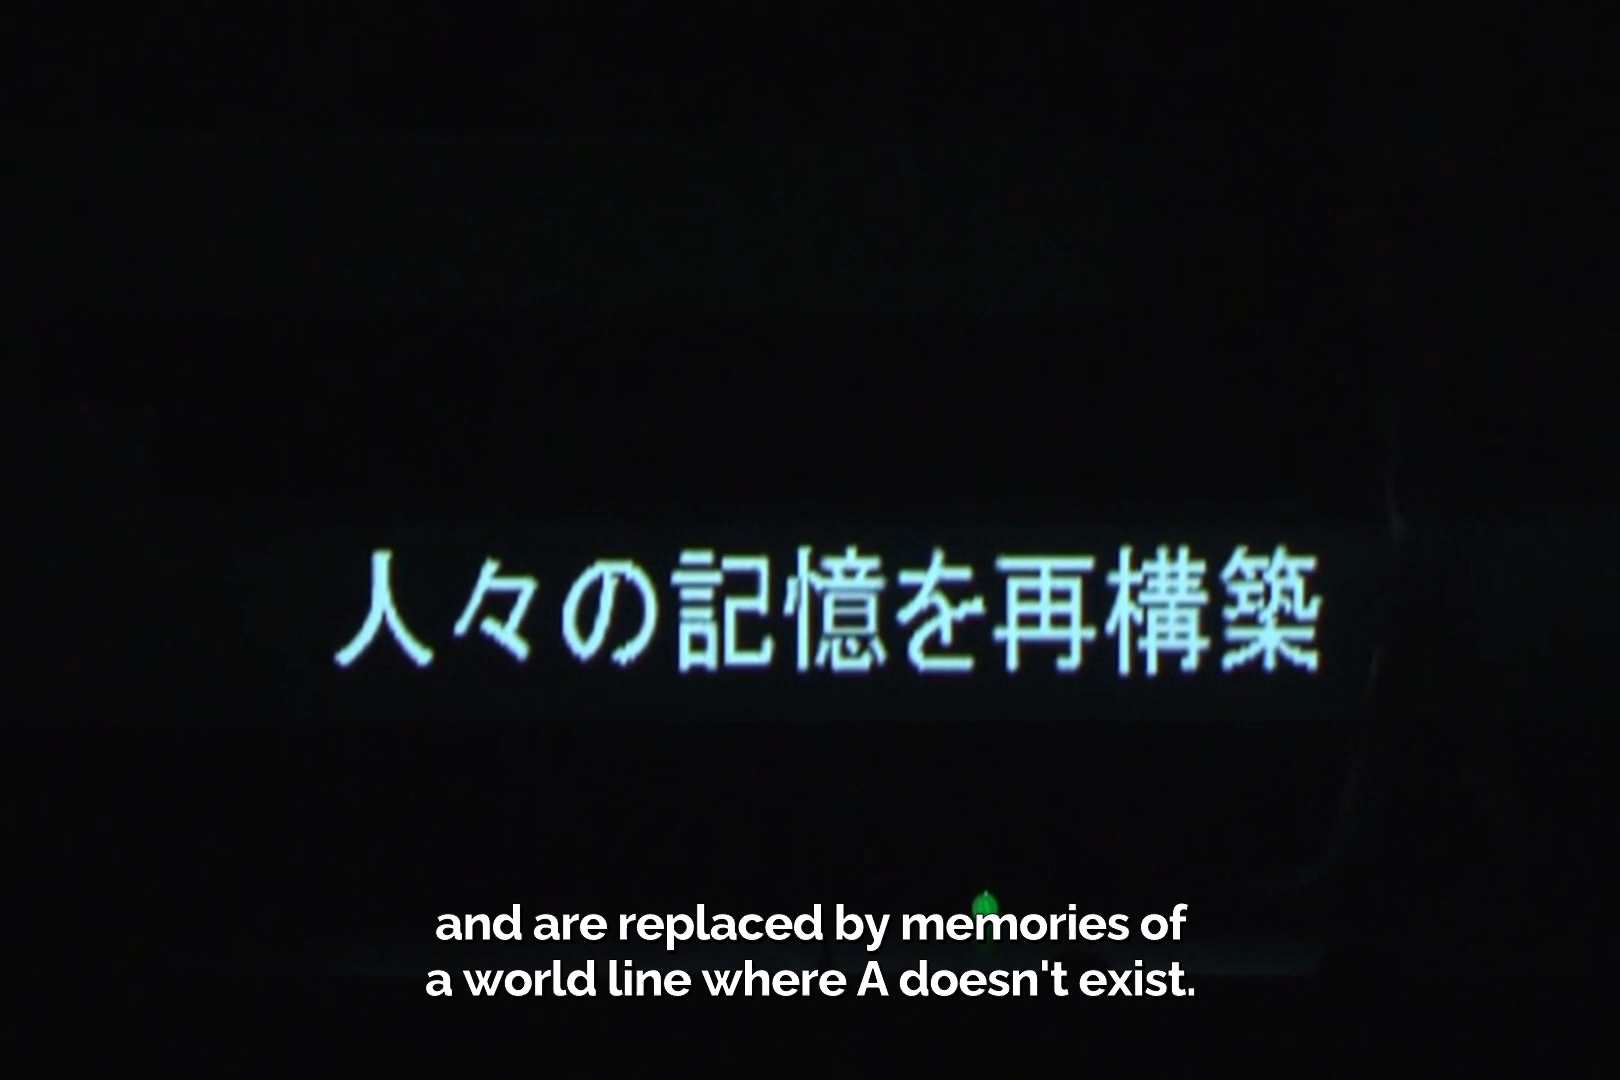 人々の記憶を再構築
and are replaced by memories of
a world line where A doesn't exist.